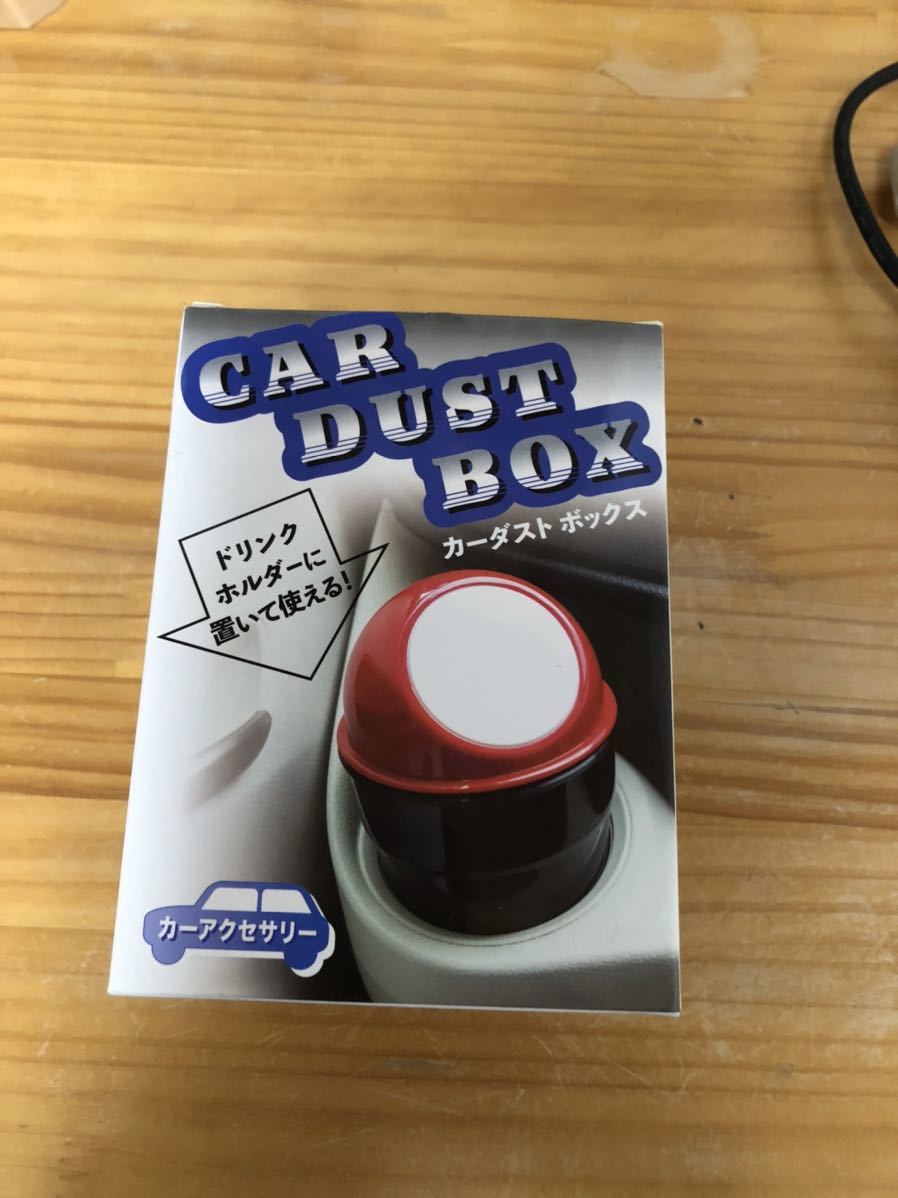 CAR
DUST
BOX
カーダスト ボックス
ドリンク
ホルダーに
置いて使える!
カーアクセサリー